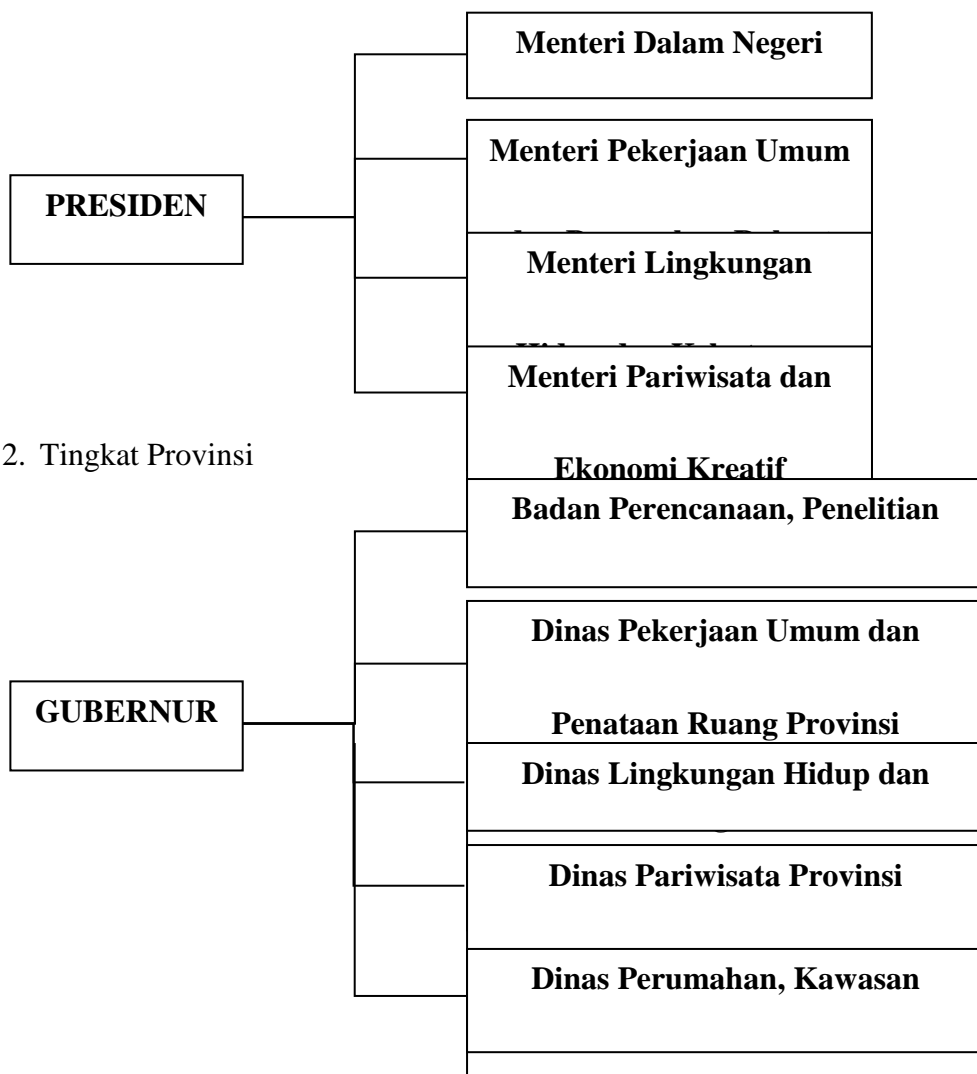 Menteri Dalam Negeri
Menteri Pekerjaan Umum
PRESIDEN
Menteri Lingkungan
Menteri Pariwisata dan
Ekonomi Kreatif
2. Tingkat Provinsi
Badan Perencanaan, Penelitian
Dinas Pekerjaan Umum dan
Penataan Ruang Provinsi
GUBERNUR
Dinas Lingkungan Hidup dan
Dinas Pariwisata Provinsi
Dinas Perumahan, Kawasan